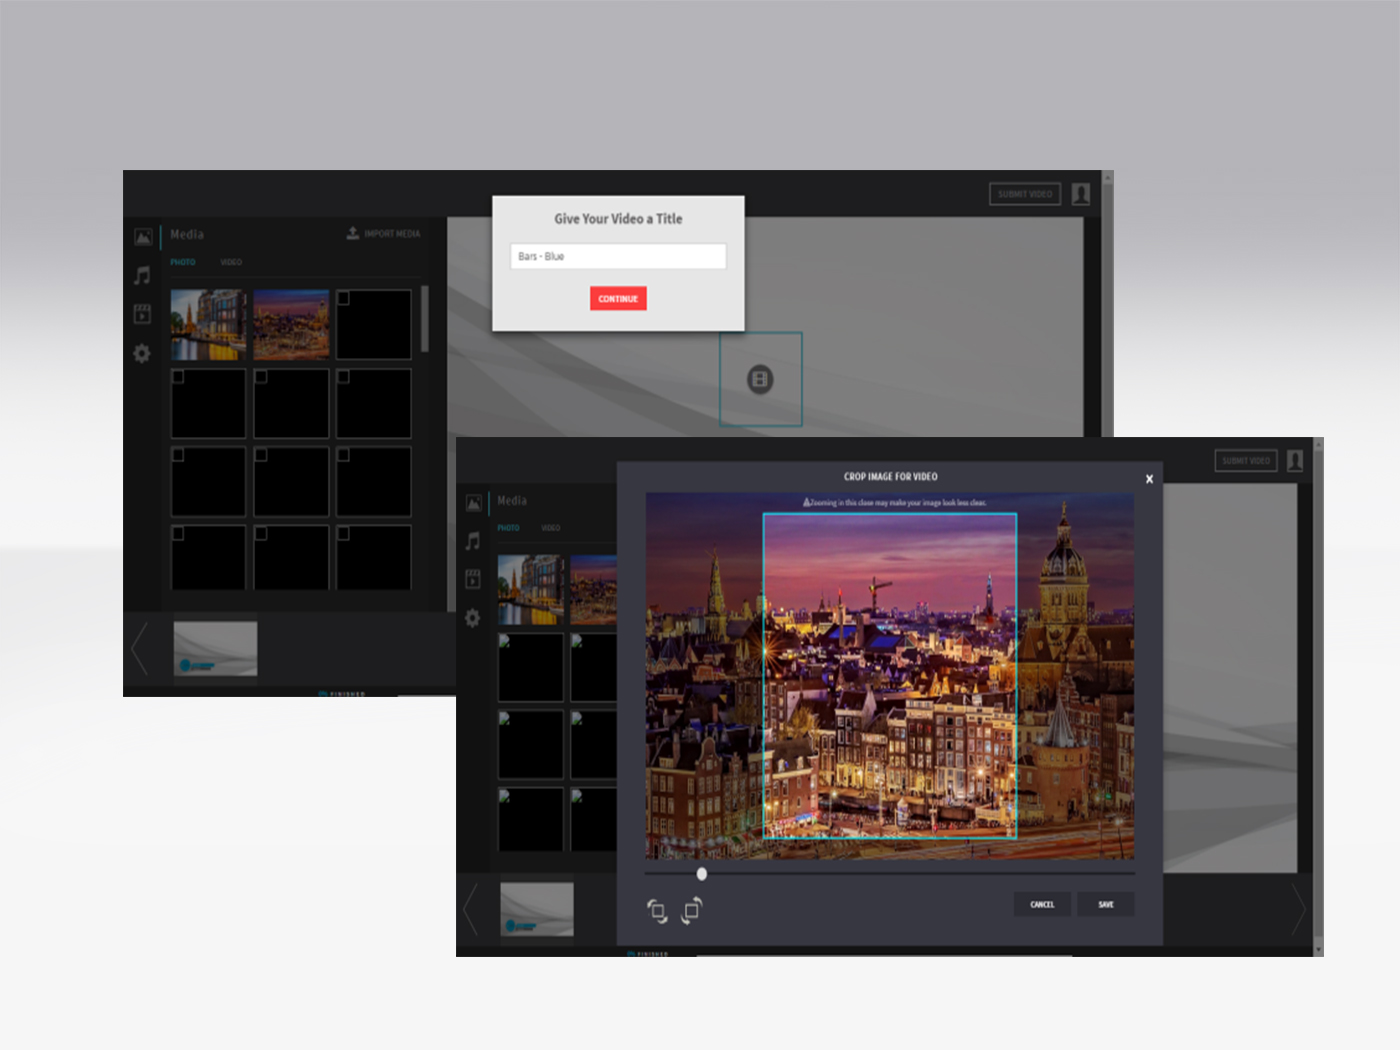 SUBMIT VIDEO
Give Your Video a Title
Bars - Blue
CONTINUE
Media
IMPORT MEDIA
PHOTO VIDEO
FINISHED
SUBMIT VIDEO
CROP IMAGE FOR VIDEO
X
Zooming in this close may make your image look less clear.
Media
PHOTO VIDEO
CANCEL SAVE
FINISHED